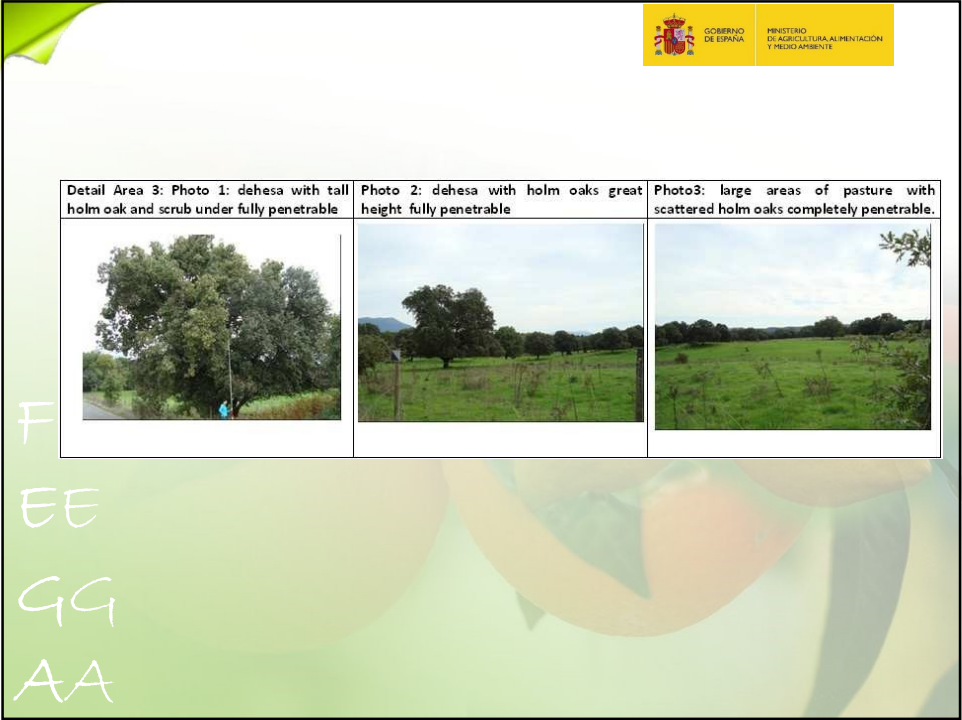 GOBIERNO
DE ESPAÑA
MINISTERIO
DE AGRICULTURA, ALIMENTACIÓN
Y MEDIO AMBIENTE
Detail Area 3: Photo 1: dehesa with tall
holm oak and scrub under fully penetrable
Photo 2: dehesa with holm oaks great
height fully penetrable
Photo3: large areas of pasture with
scattered holm oaks completely penetrable.
F
EE
GG
AA